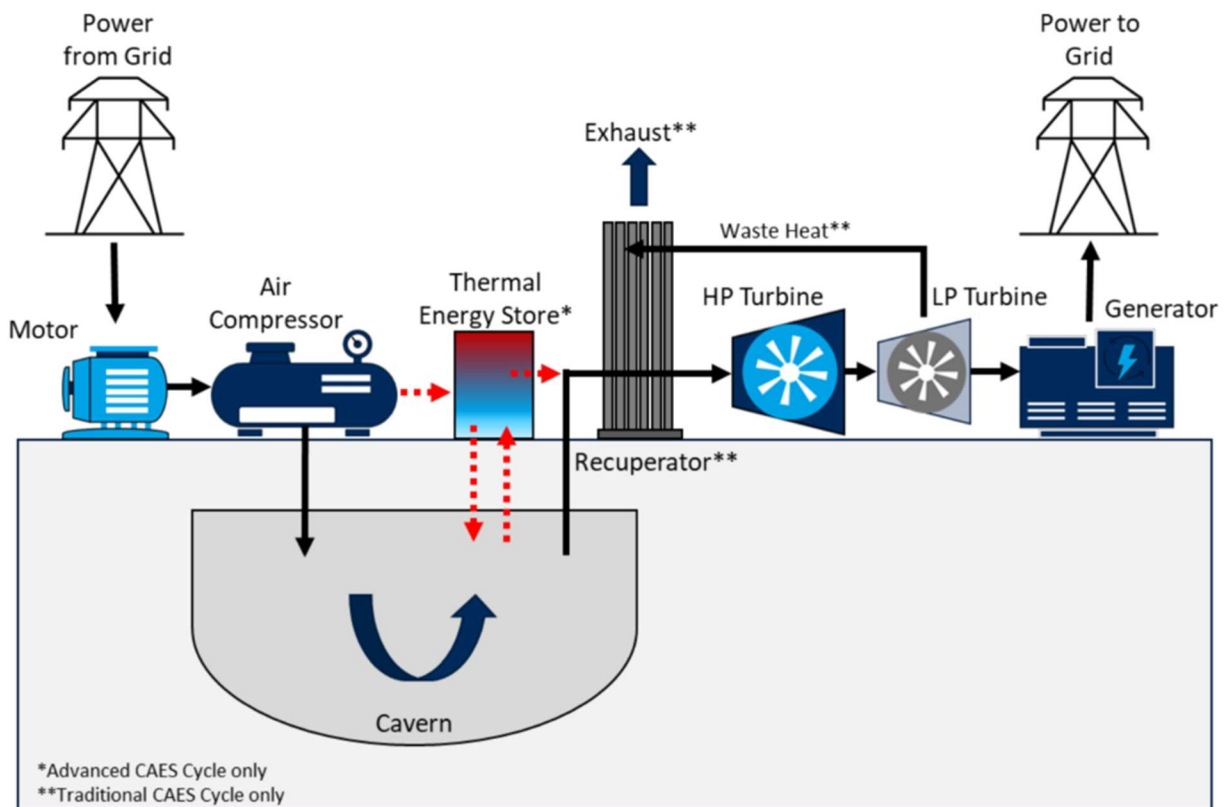 Power
from Grid
Power to
Grid
Exhaust**
Waste Heat**
Thermal
Energy Store*
Air
Compressor
Motor
HP Turbine
LP Turbine
Generator
Recuperator**
Cavern
*Advanced CAES Cycle only
**Traditional CAES Cycle only